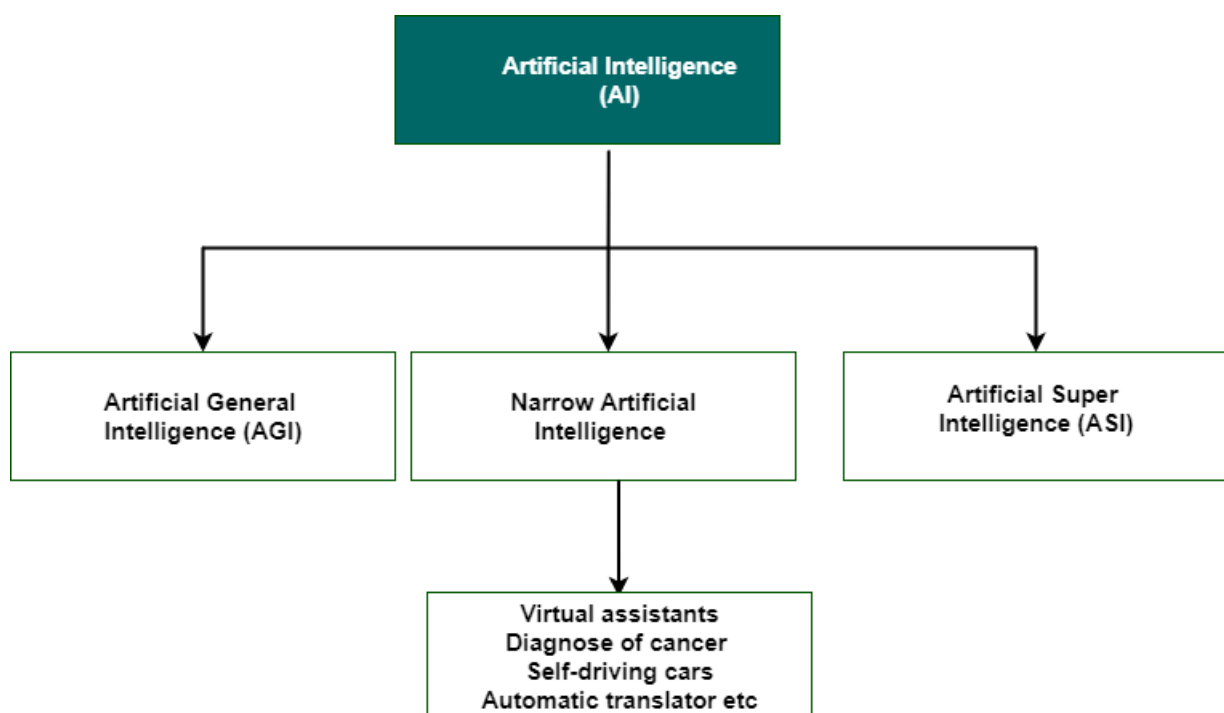 Artificial Intelligence
(AI)
Artificial General
Intelligence (AGI)
Narrow Artificial
Intelligence
Artificial Super
Intelligence (ASI)
Virtual assistants
Diagnose of cancer
Self-driving cars
Automatic translator etc